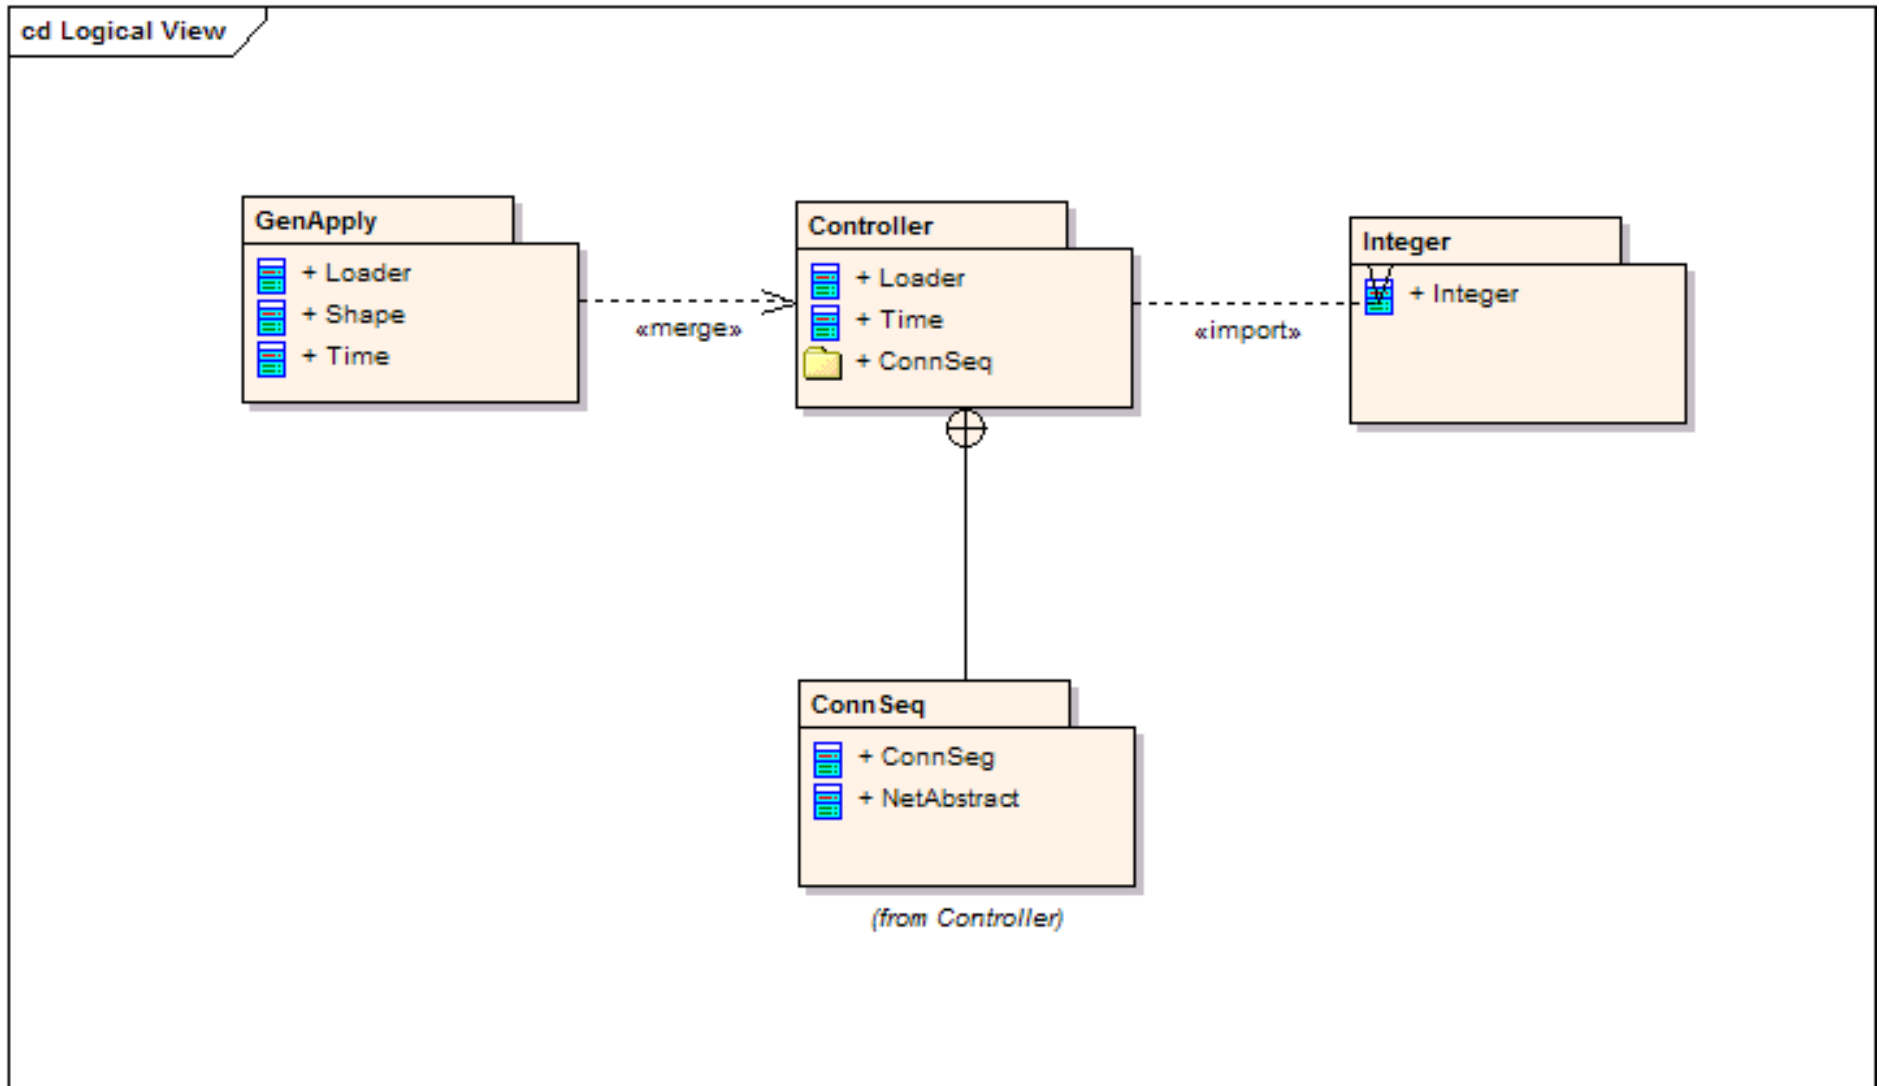 cd Logical View
GenApply
+ Loader
+ Shape
+ Time
«merge»
Controller
+ Loader
+ Time
+ ConnSeq
«import»
Integer
+ Integer
ConnSeq
+ ConnSeg
+ NetAbstract
(from Controller)